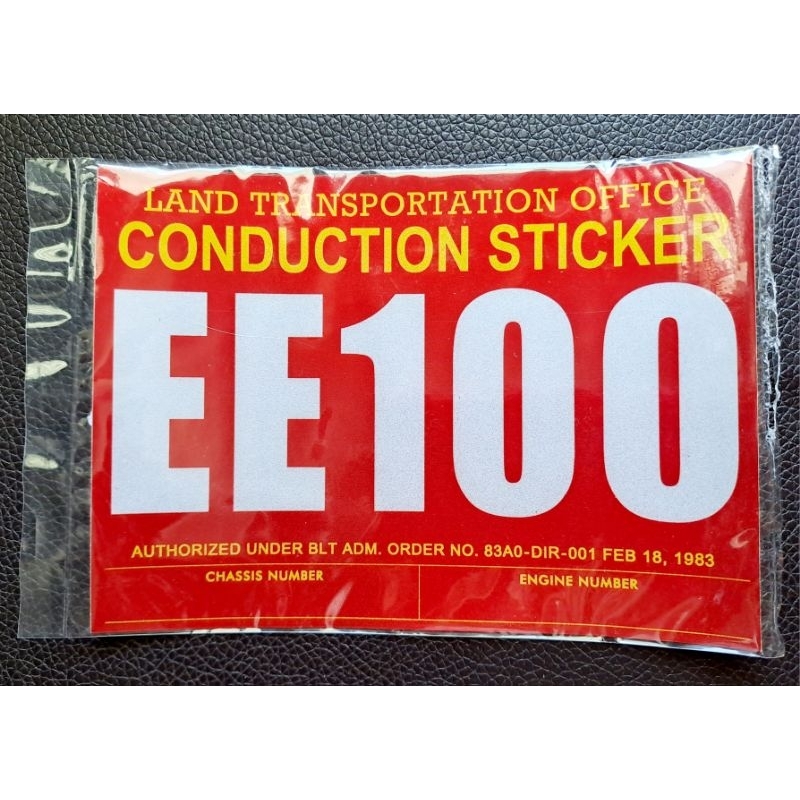 LAND TRANSPORTATION OFFICE
CONDUCTION STICKER
EE100
AUTHORIZED UNDER BLT ADM. ORDER NO. 83A0-DIR-001 FEB 18, 1983
CHASSIS NUMBER ENGINE NUMBER